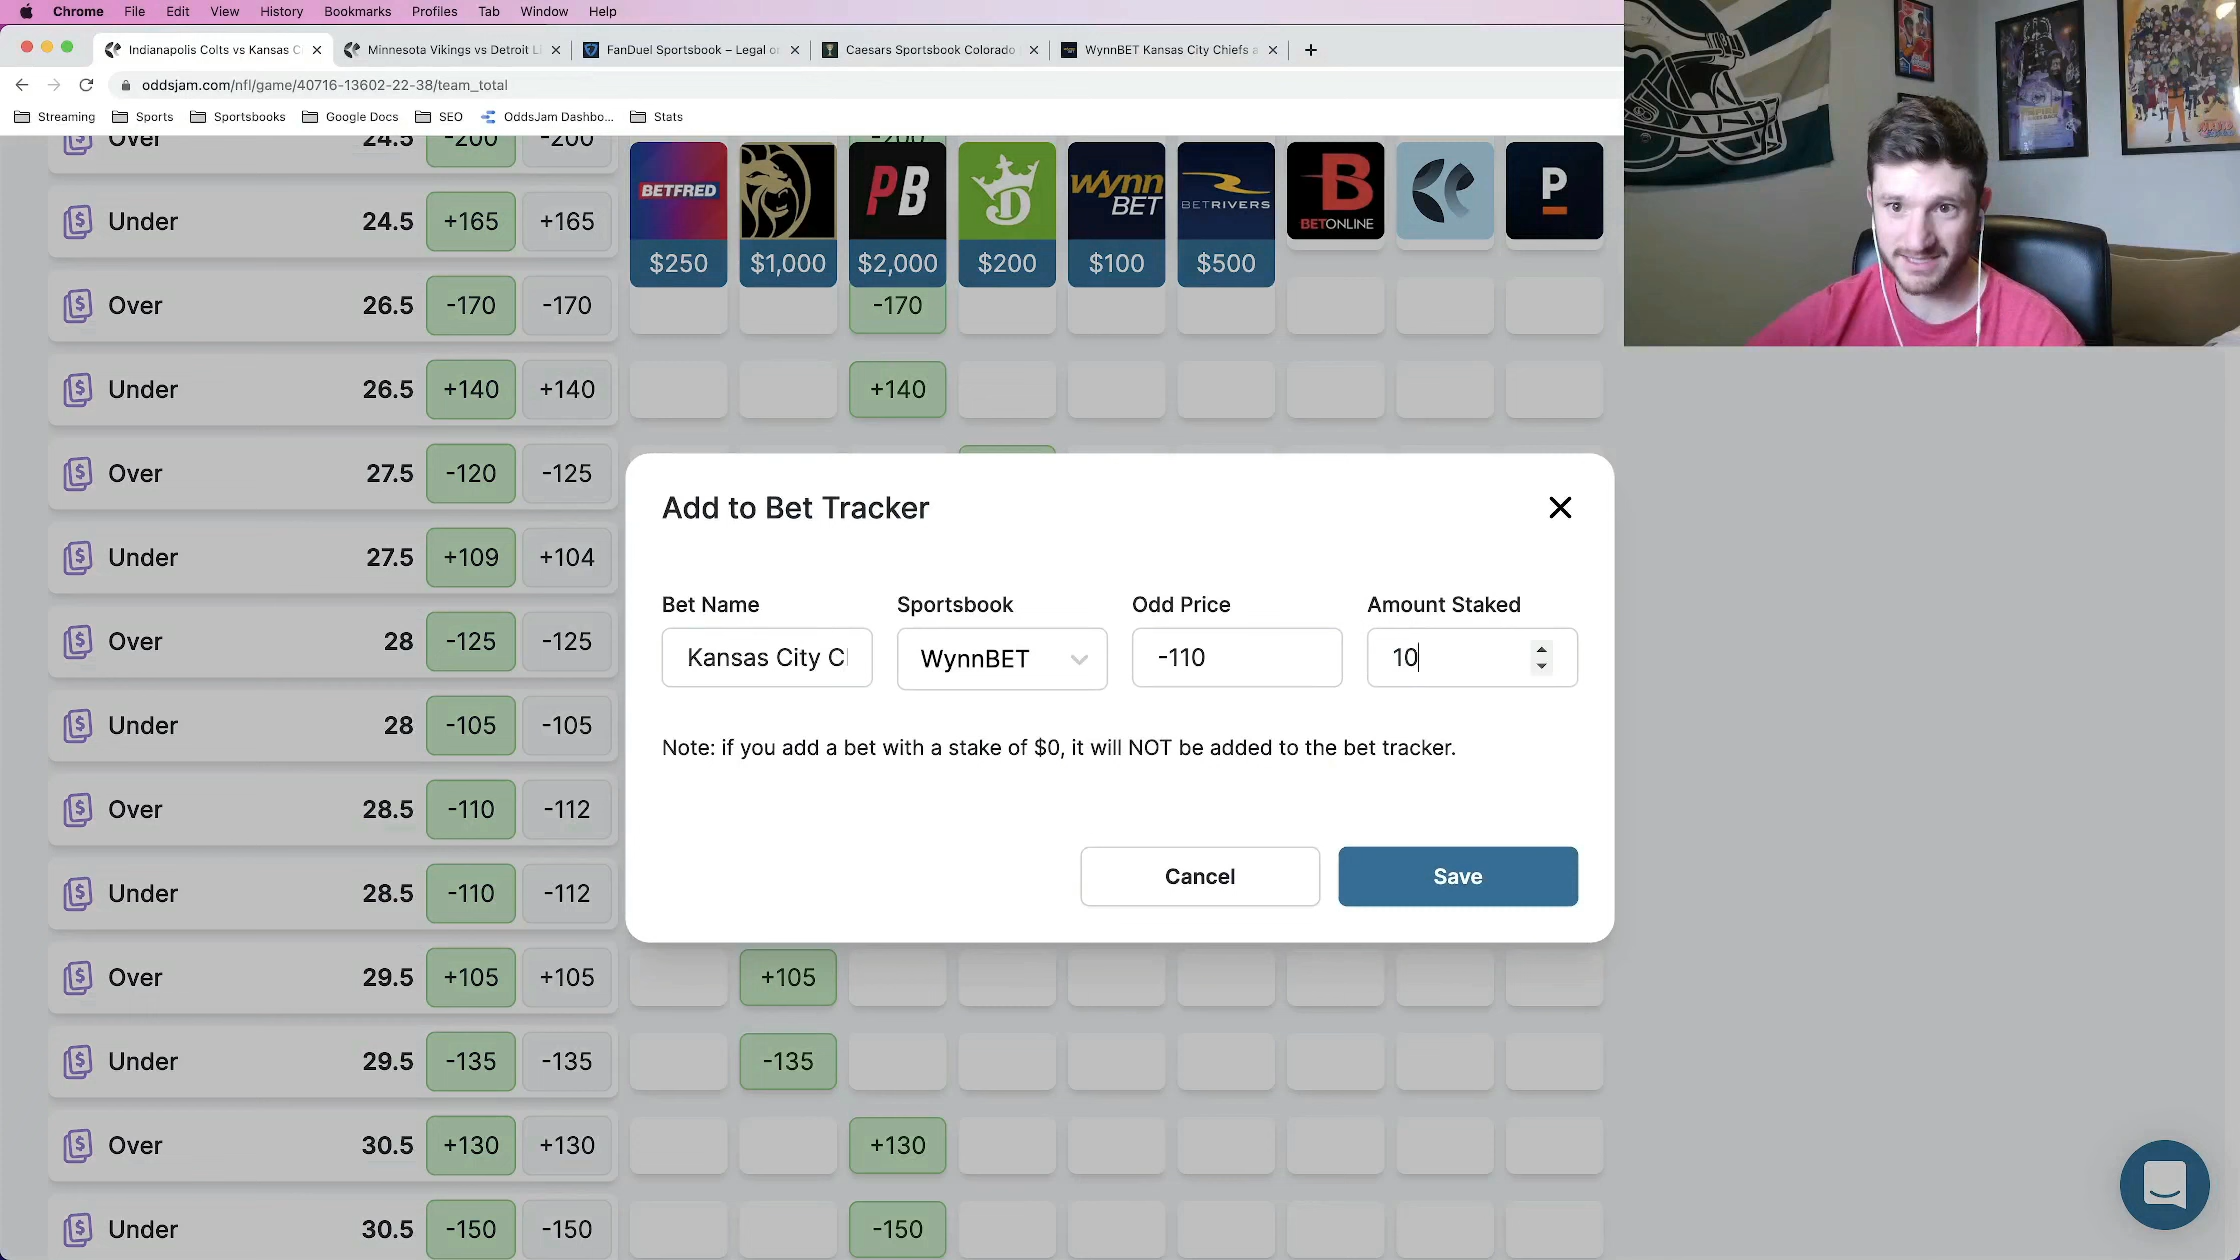 Chrome File Edit View History Bookmarks Profiles Tab Window Help
Indianapolis Colts vs Kansas C
Minnesota Vikings vs Detroit Li
FanDuel Sportsbook – Legal on
Caesars Sportsbook Colorado
WynnBET Kansas City Chiefs a
oddsjam.com/nfl/game/40716-13602-22-38/team_total
Streaming Sports Sportsbooks Google Docs SEO OddsJam Dashbo... Stats
Over 24.5 -200 -200 -200
BETFRED PB wynn BET BETRIVERS B BETONLINE P
Under 24.5 +165 +165
$250 $1,000 $2,000 $200 $100 $500
Over 26.5 -170 -170 -170
Under 26.5 +140 +140 +140
Over 27.5 -120 -125
Add to Bet Tracker
Under 27.5 +109 +104
Bet Name Sportsbook Odd Price Amount Staked
Over 28 -125 -125
Kansas City C WynnBET -110 10
Under 28 -105 -105
Note: if you add a bet with a stake of $0, it will NOT be added to the bet tracker.
Over 28.5 -110 -112
Cancel Save
Under 28.5 -110 -112
Over 29.5 +105 +105 +105
Under 29.5 -135 -135 -135
Over 30.5 +130 +130 +130
Under 30.5 -150 -150 -150